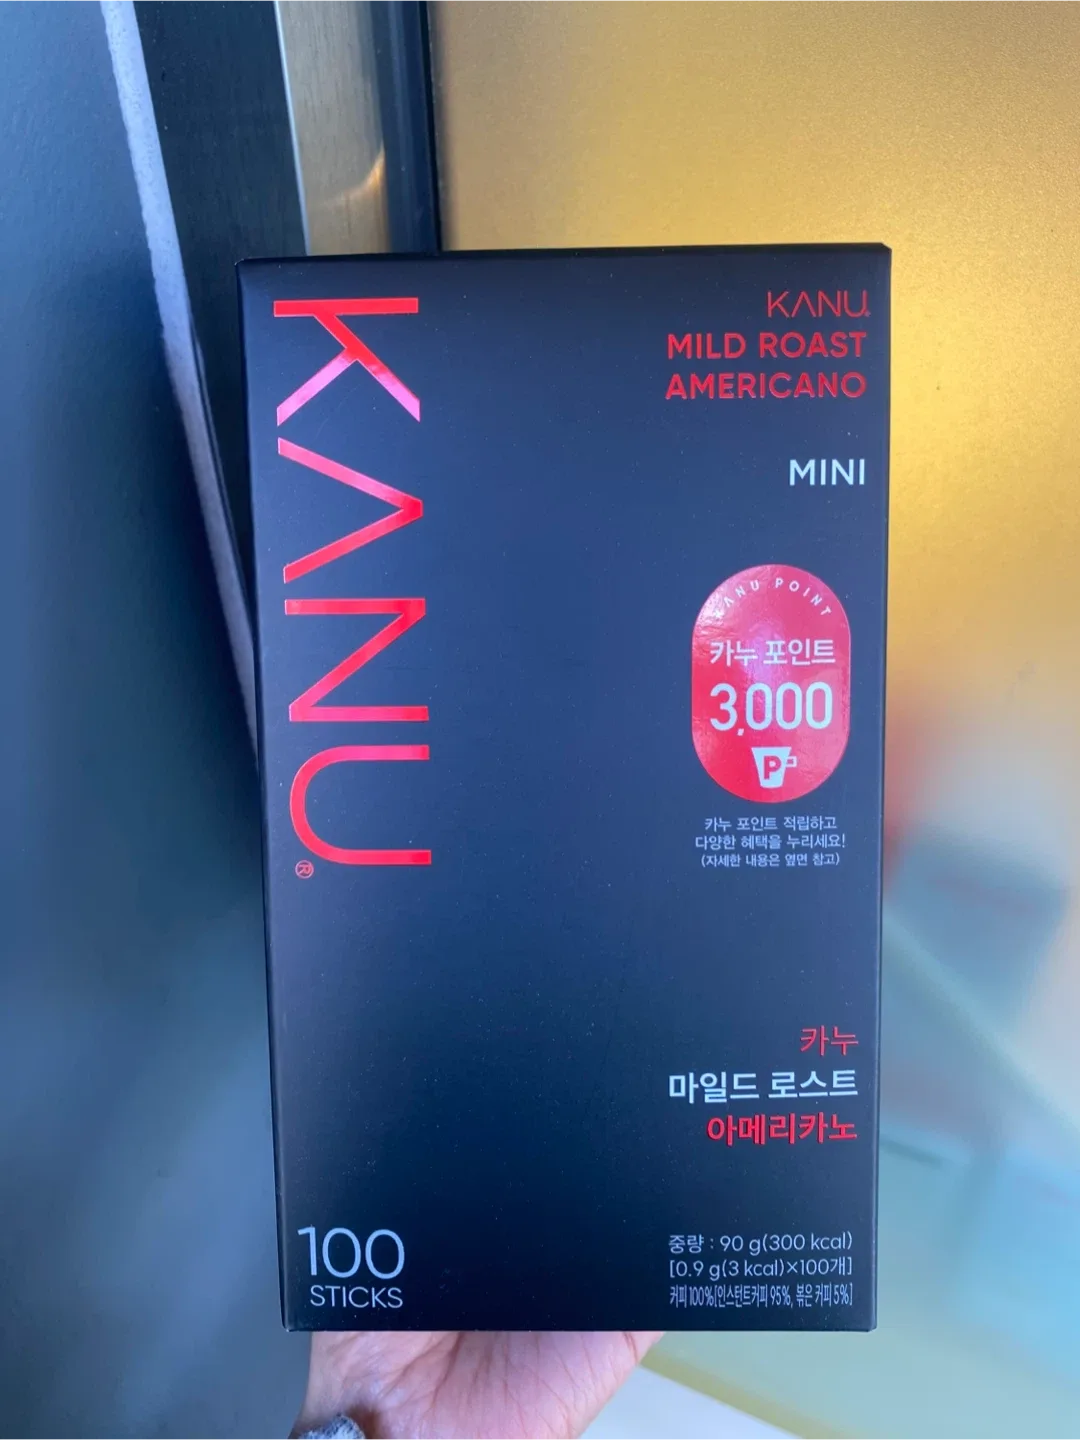 KANU®
KANU®
MILD ROAST
AMERICANO
MINI
KANU POINT
카누 포인트
3,000
P
카누 포인트 적립하고
다양한 혜택을 누리세요!
(자세한 내용은 옆면 참고)
카누
마일드 로스트
아메리카노
100
STICKS
중량 : 90 g(300 kcal)
[0.9 g(3 kcal)×100개]
커피 100%[인스턴트커피 95%, 볶은 커피 5%]